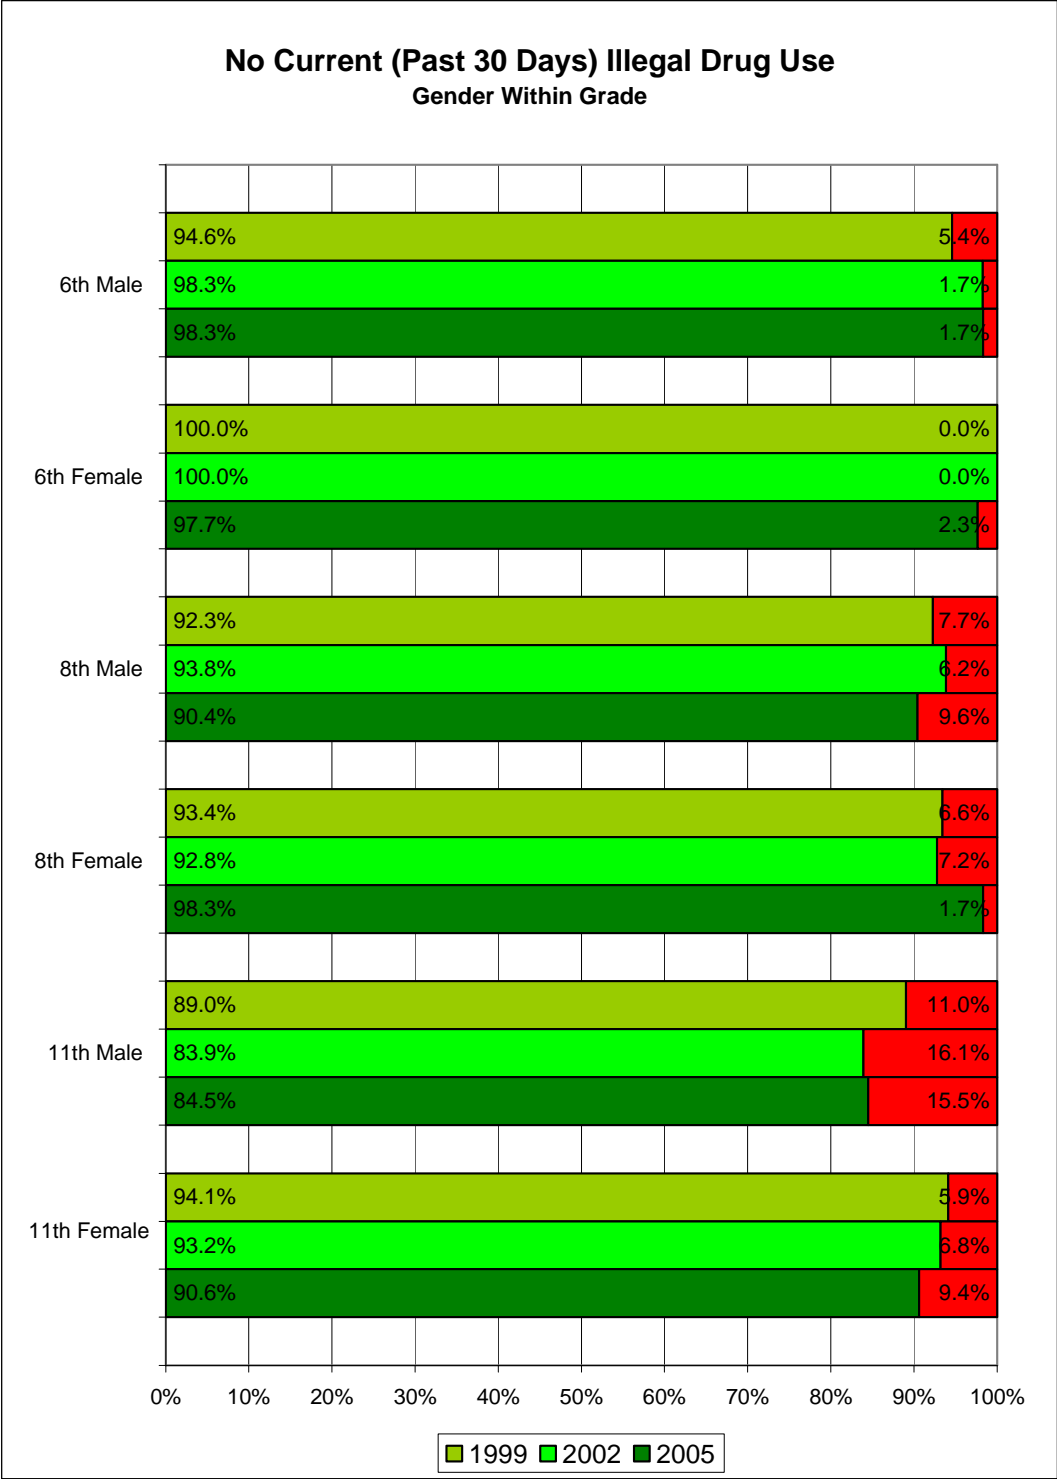 No Current (Past 30 Days) Illegal Drug Use
Gender Within Grade
94.6% 5.4%
6th Male 98.3% 1.7%
98.3% 1.7%
100.0% 0.0%
6th Female 100.0% 0.0%
97.7% 2.3%
92.3% 7.7%
8th Male 93.8% 6.2%
90.4% 9.6%
93.4% 6.6%
8th Female 92.8% 7.2%
98.3% 1.7%
89.0% 11.0%
11th Male 83.9% 16.1%
84.5% 15.5%
94.1% 5.9%
11th Female 93.2% 6.8%
90.6% 9.4%
0% 10% 20% 30% 40% 50% 60% 70% 80% 90% 100%
1999 2002 2005